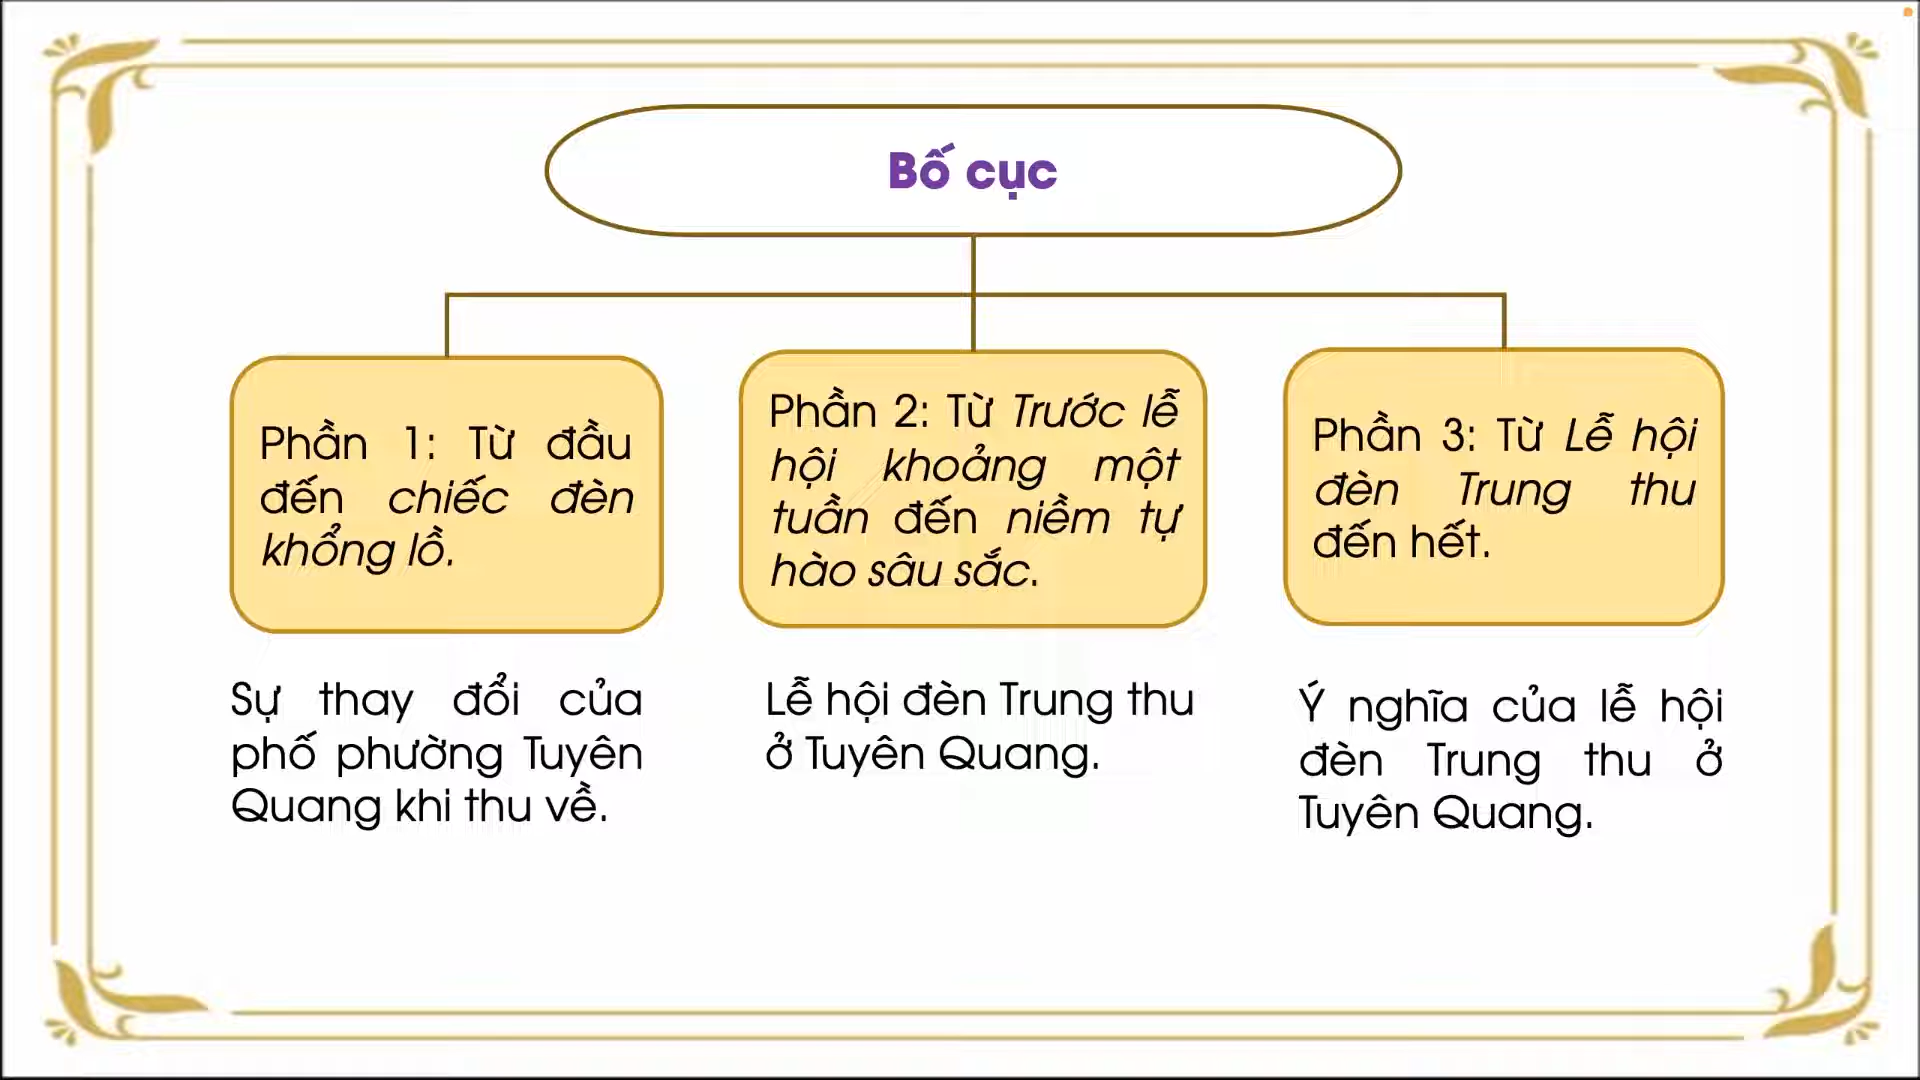 Bố cục
Phần 1: Từ đầu
đến chiếc đèn
khổng lồ.
Phần 2: Từ Trước lễ
hội khoảng một
tuần đến niềm tự
hào sâu sắc.
Phần 3: Từ Lễ hội
đèn Trung thu
đến hết.
Sự thay đổi của
phố phường Tuyên
Quang khi thu về.
Lễ hội đèn Trung thu
ở Tuyên Quang.
Ý nghĩa của lễ hội
đèn Trung thu ở
Tuyên Quang.